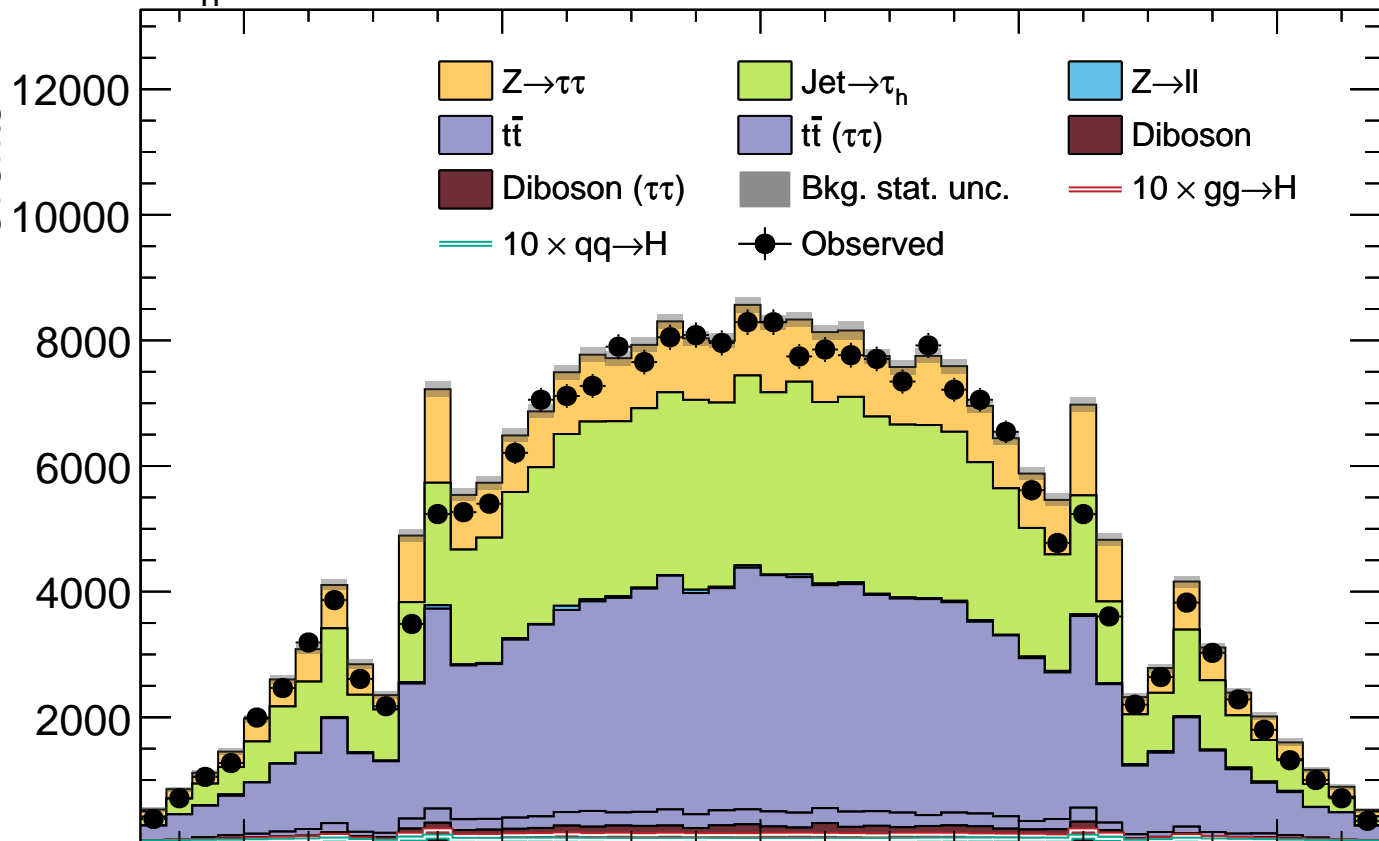 12000
10000
8000
6000
4000
2000
Z→ττ Jet→τh Z→ll
tt̄ tt̄ (ττ) Diboson
Diboson (ττ) Bkg. stat. unc. 10 × gg→H
10 × qq→H Observed